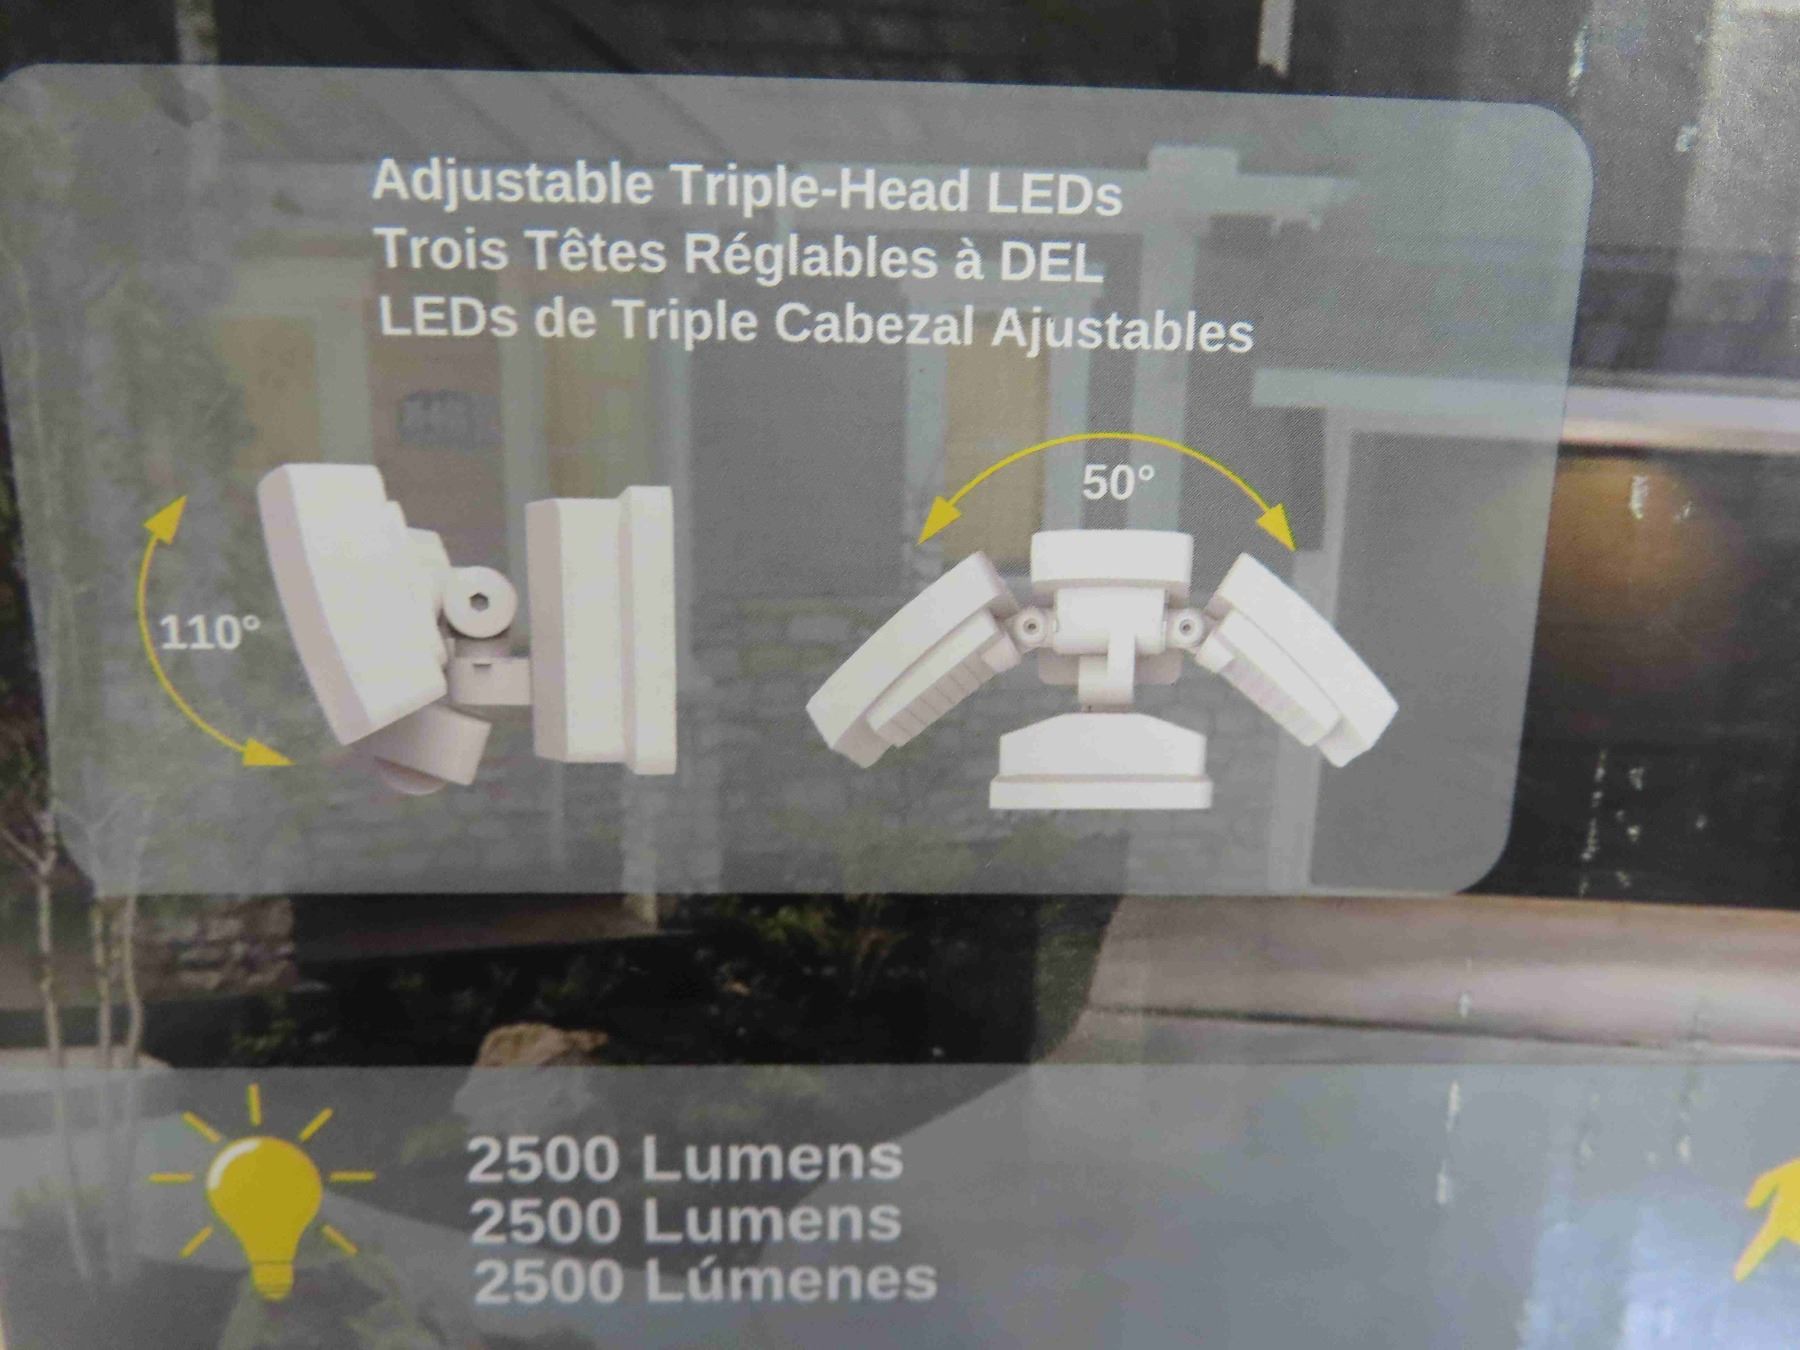 Adjustable Triple-Head LEDs
Trois Têtes Réglables à DEL
LEDs de Triple Cabezal Ajustables
50°
110°
2500 Lumens
2500 Lumens
2500 Lúmenes